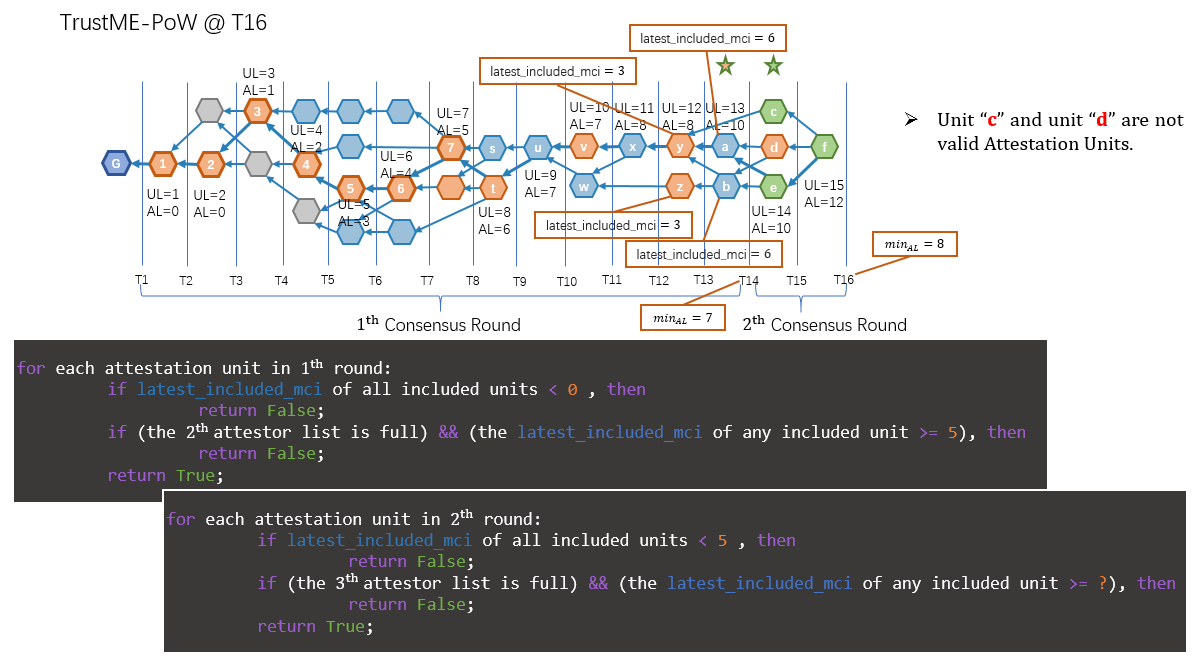 TrustME-PoW @ T16
latest_included_mci = 6
latest_included_mci = 3
UL=3
AL=1
UL=4
AL=2
UL=7
AL=5
UL=6
AL=4
UL=10
AL=7
UL=11
AL=8
UL=12
AL=8
UL=13
AL=10
G
1
2
3
4
5
6
7
s
t
u
v
w
x
y
z
a
b
c
d
e
f
UL=1
AL=0
UL=2
AL=0
UL=5
AL=3
UL=8
AL=6
UL=9
AL=7
UL=14
AL=10
UL=15
AL=12
latest_included_mci = 3
latest_included_mci = 6
min_AL = 8
min_AL = 7
T1 T2 T3 T4 T5 T6 T7 T8 T9 T10 T11 T12 T13 T14 T15 T16
1th Consensus Round
2th Consensus Round
➢ Unit “c” and unit “d” are not
valid Attestation Units.
for each attestation unit in 1th round:
if latest_included_mci of all included units < 0 , then
return False;
if (the 2th attestor list is full) && (the latest_included_mci of any included unit >= 5), then
return False;
return True;
for each attestation unit in 2th round:
if latest_included_mci of all included units < 5 , then
return False;
if (the 3th attestor list is full) && (the latest_included_mci of any included unit >= ?), then
return False;
return True;